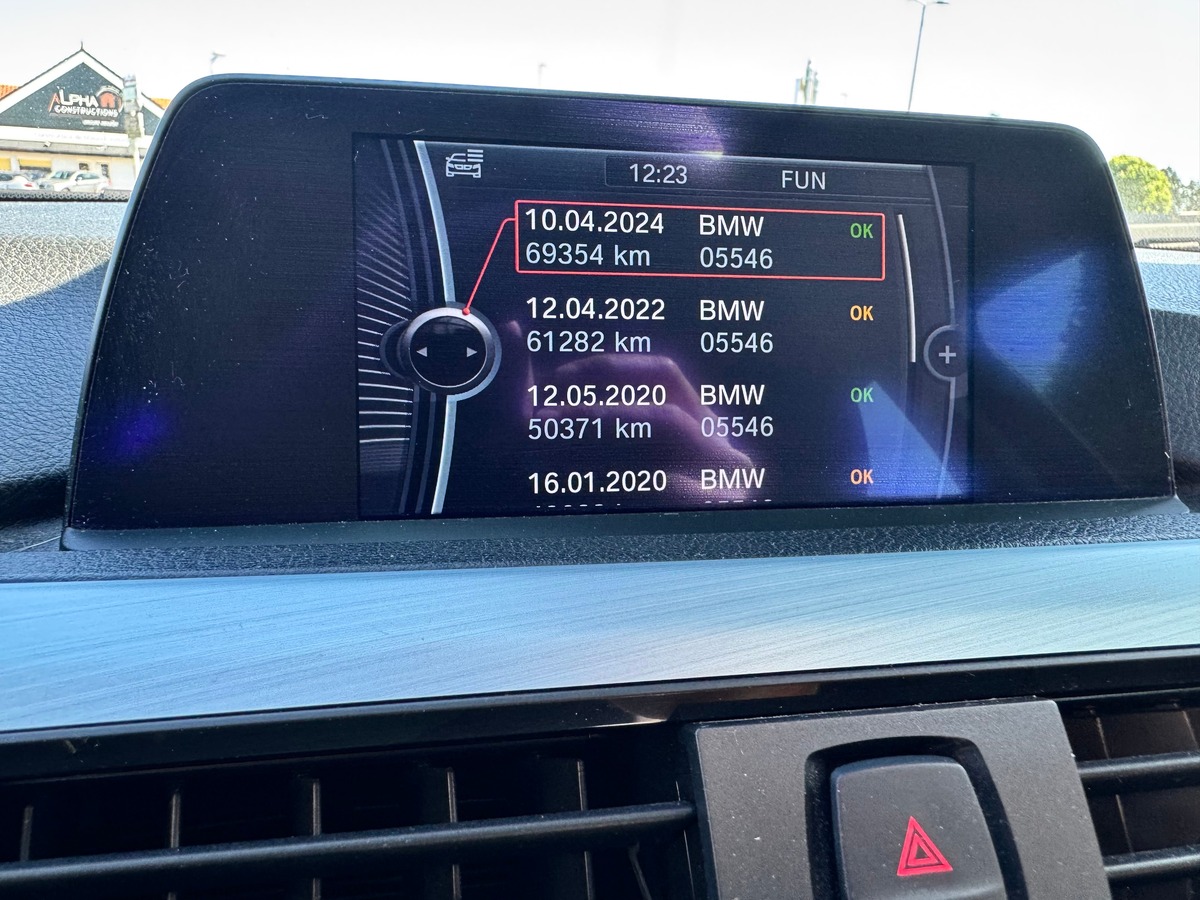 ALPHA
CONSTRUCTIONS
12:23 FUN
10.04.2024 BMW OK
69354 km 05546
12.04.2022 BMW OK
61282 km 05546
12.05.2020 BMW OK
50371 km 05546
16.01.2020 BMW OK